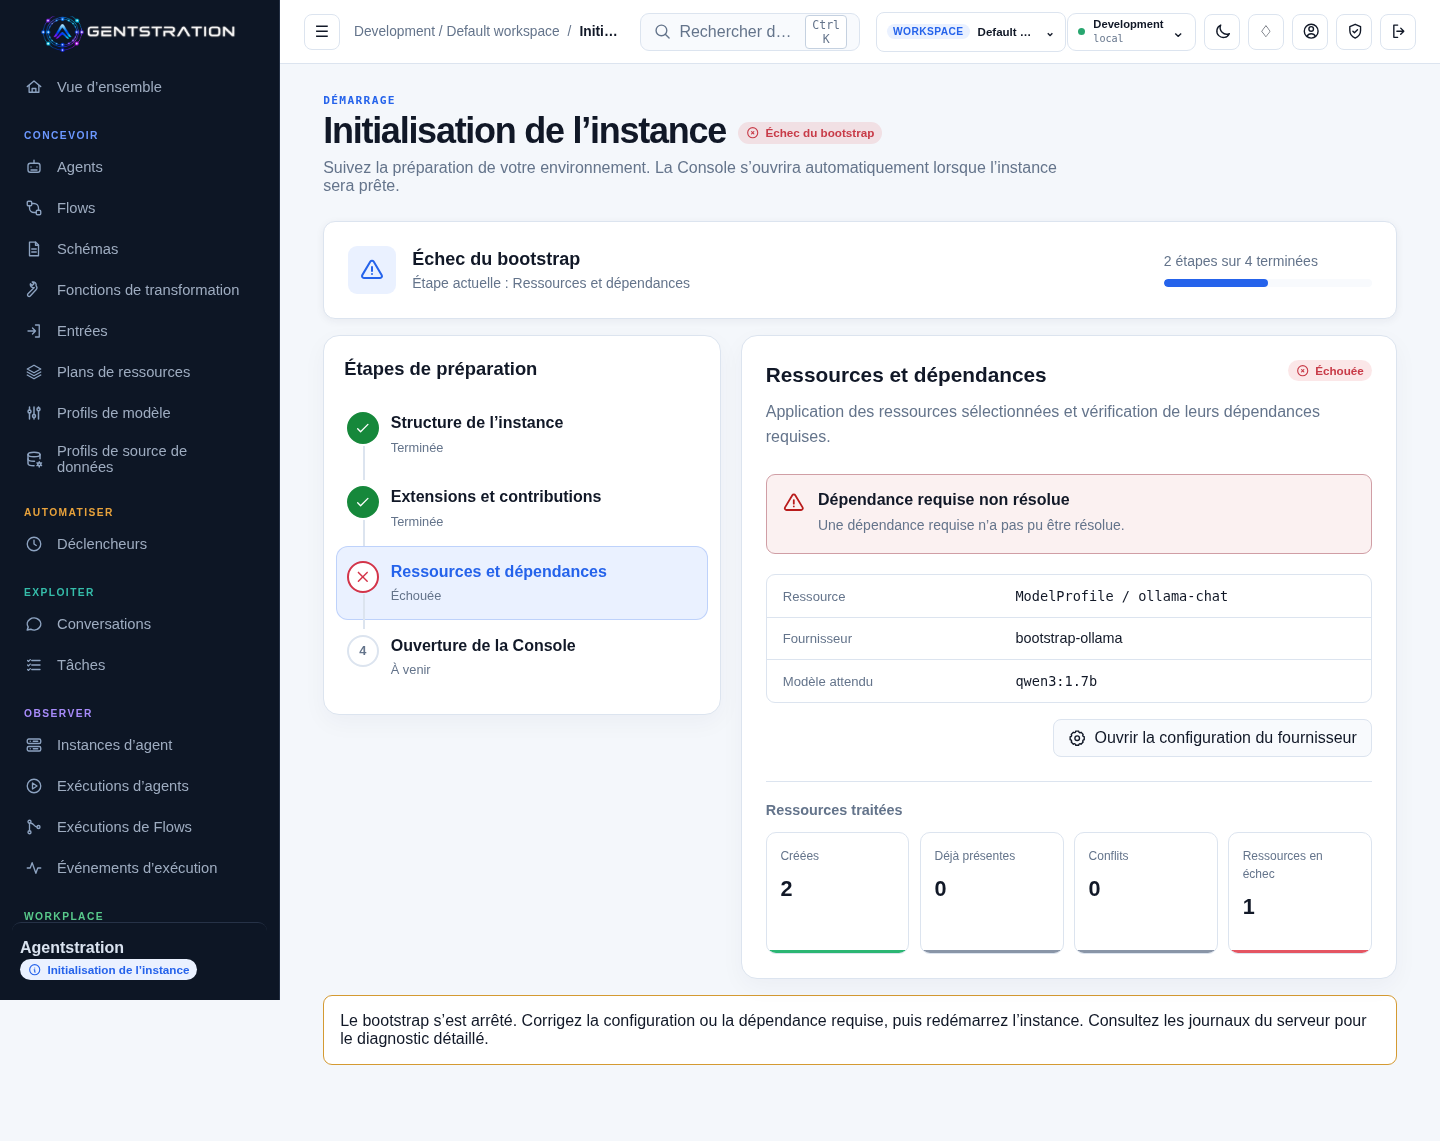 GENTSTRATION
Vue d’ensemble
CONCEVOIR
Agents
Flows
Schémas
Fonctions de transformation
Entrées
Plans de ressources
Profils de modèle
Profils de source de
données
AUTOMATISER
Déclencheurs
EXPLOITER
Conversations
Tâches
OBSERVER
Instances d’agent
Exécutions d’agents
Exécutions de Flows
Événements d’exécution
WORKPLACE
Agentstration
Initialisation de l’instance
Development / Default workspace / Initi…
Rechercher d…
Ctrl
K
WORKSPACE Default …
Development
local
DÉMARRAGE
Initialisation de l’instance
Échec du bootstrap
Suivez la préparation de votre environnement. La Console s’ouvrira automatiquement lorsque l’instance
sera prête.
Échec du bootstrap
Étape actuelle : Ressources et dépendances
2 étapes sur 4 terminées
Étapes de préparation
Structure de l’instance
Terminée
Extensions et contributions
Terminée
Ressources et dépendances
Échouée
4
Ouverture de la Console
À venir
Ressources et dépendances
Échouée
Application des ressources sélectionnées et vérification de leurs dépendances
requises.
Dépendance requise non résolue
Une dépendance requise n’a pas pu être résolue.
Ressource
ModelProfile / ollama-chat
Fournisseur
bootstrap-ollama
Modèle attendu
qwen3:1.7b
Ouvrir la configuration du fournisseur
Ressources traitées
Créées
2
Déjà présentes
0
Conflits
0
Ressources en
échec
1
Le bootstrap s’est arrêté. Corrigez la configuration ou la dépendance requise, puis redémarrez l’instance. Consultez les journaux du serveur pour
le diagnostic détaillé.